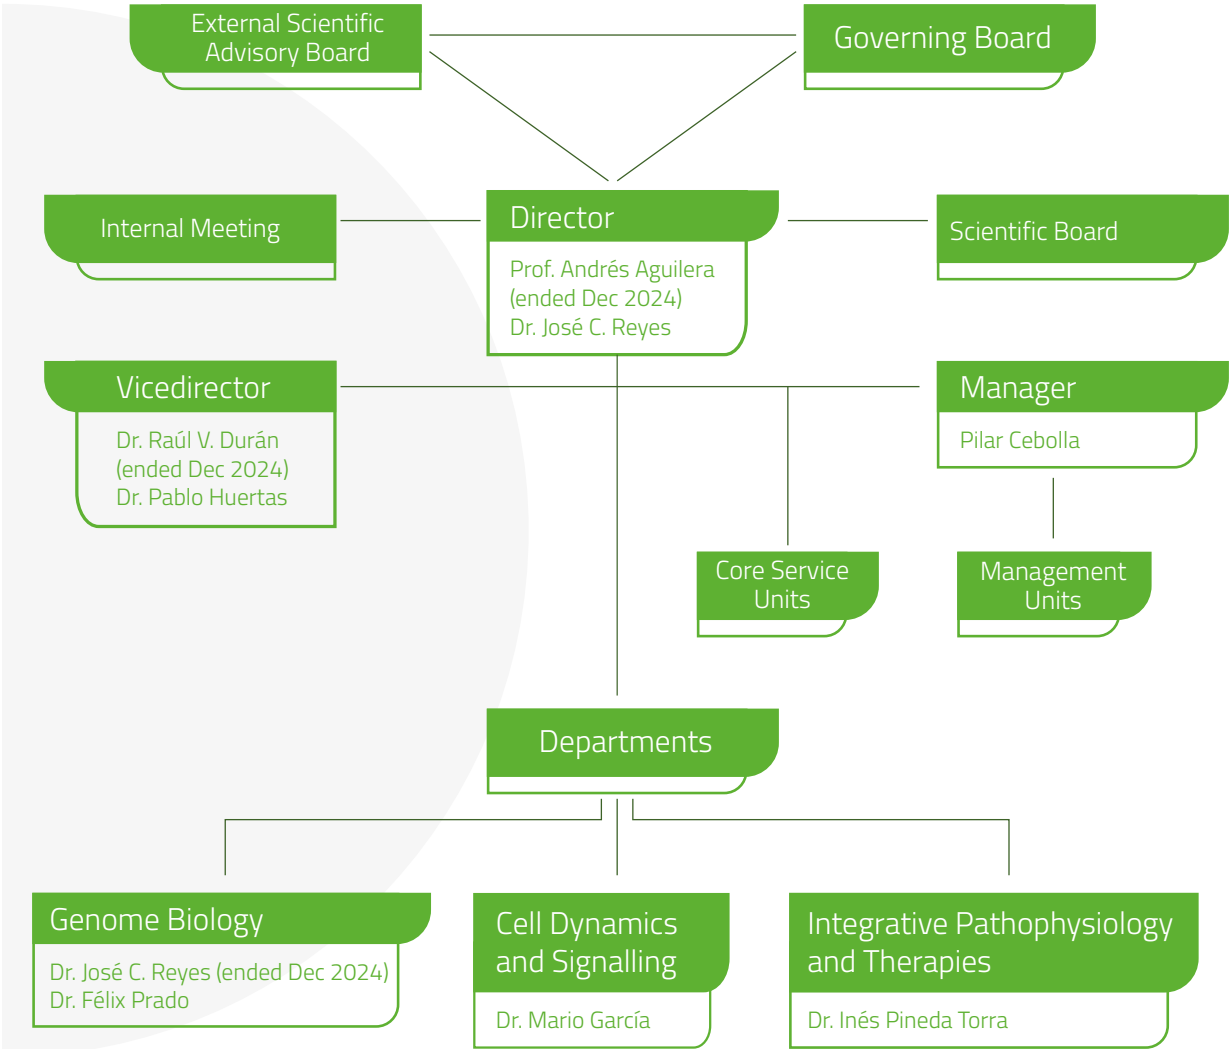 External Scientific
Advisory Board
Governing Board
Internal Meeting
Director
Prof. Andrés Aguilera
(ended Dec 2024)
Dr. José C. Reyes
Scientific Board
Vicedirector
Dr. Raúl V. Durán
(ended Dec 2024)
Dr. Pablo Huertas
Manager
Pilar Cebolla
Core Service
Units
Management
Units
Departments
Genome Biology
Dr. José C. Reyes (ended Dec 2024)
Dr. Félix Prado
Cell Dynamics
and Signalling
Dr. Mario García
Integrative Pathophysiology
and Therapies
Dr. Inés Pineda Torra